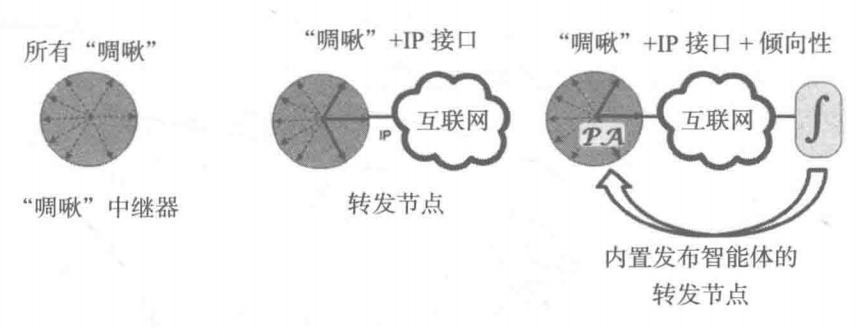 所有“啁啾”
“啁啾”中继器
“啁啾”+IP 接口
IP
互联网
转发节点
“啁啾”+IP 接口 + 倾向性
PA
互联网
∫
内置发布智能体的
转发节点